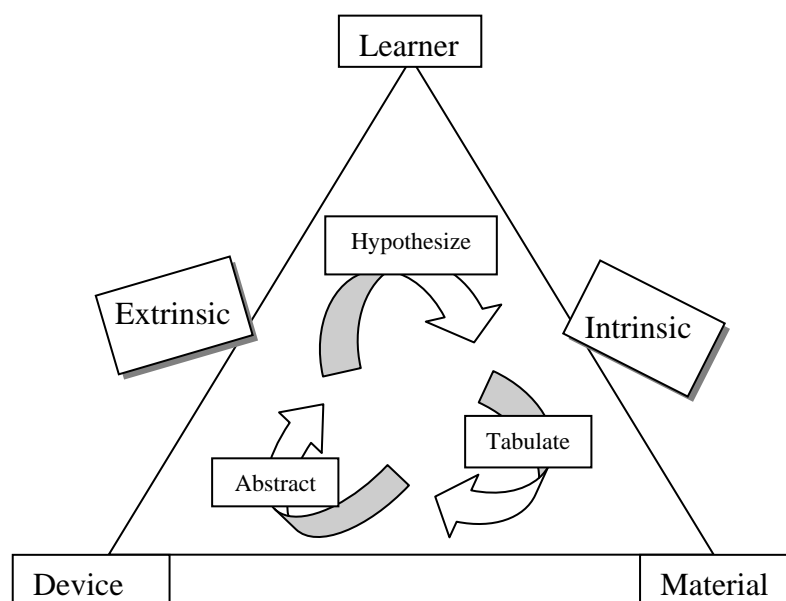 Learner
Hypothesize
Extrinsic
Intrinsic
Tabulate
Abstract
Device
Material